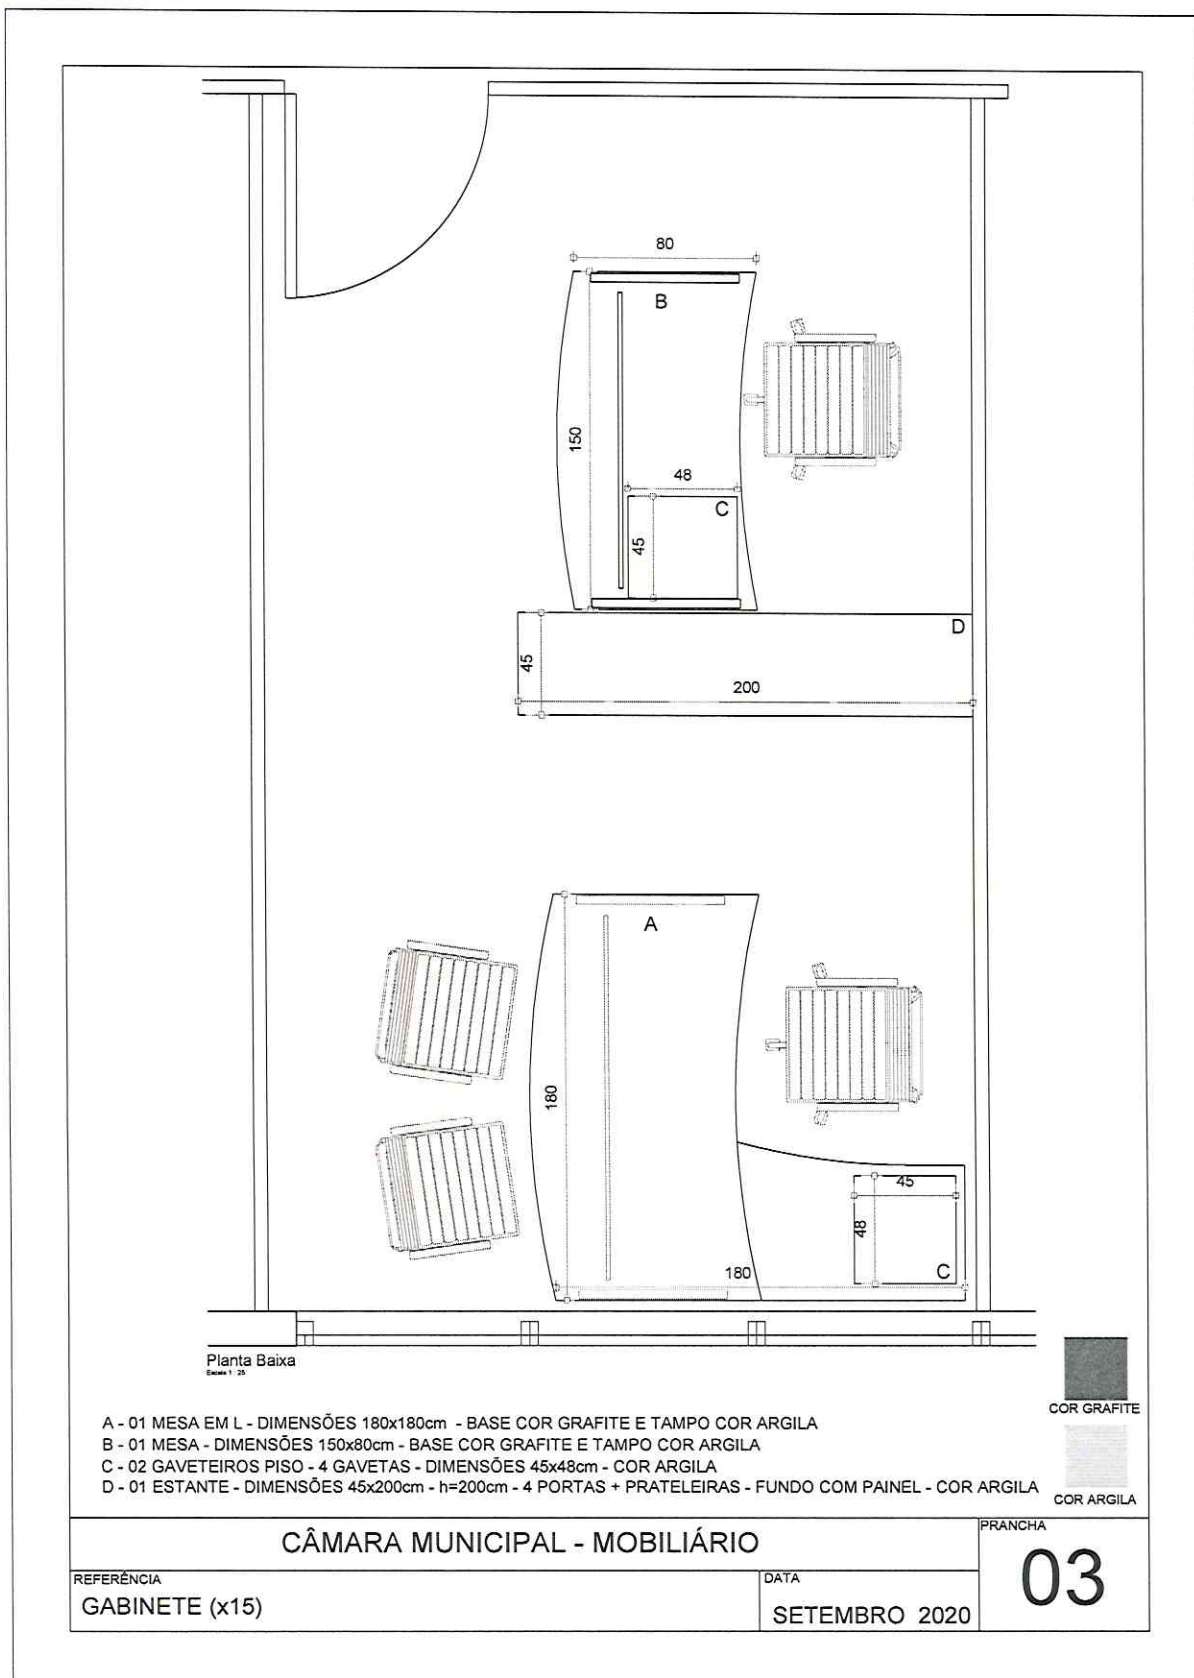 80
B
150
48
C
45
D
45
200
A
180
45
48
C
180
Planta Baixa
Escala 1 : 25
COR GRAFITE
A - 01 MESA EM L - DIMENSÕES 180x180cm - BASE COR GRAFITE E TAMPO COR ARGILA
B - 01 MESA - DIMENSÕES 150x80cm - BASE COR GRAFITE E TAMPO COR ARGILA
C - 02 GAVETEIROS PISO - 4 GAVETAS - DIMENSÕES 45x48cm - COR ARGILA
D - 01 ESTANTE - DIMENSÕES 45x200cm - h=200cm - 4 PORTAS + PRATELEIRAS - FUNDO COM PAINEL - COR ARGILA
COR ARGILA
CÂMARA MUNICIPAL - MOBILIÁRIO
PRANCHA
03
REFERÊNCIA
GABINETE (x15)
DATA
SETEMBRO 2020